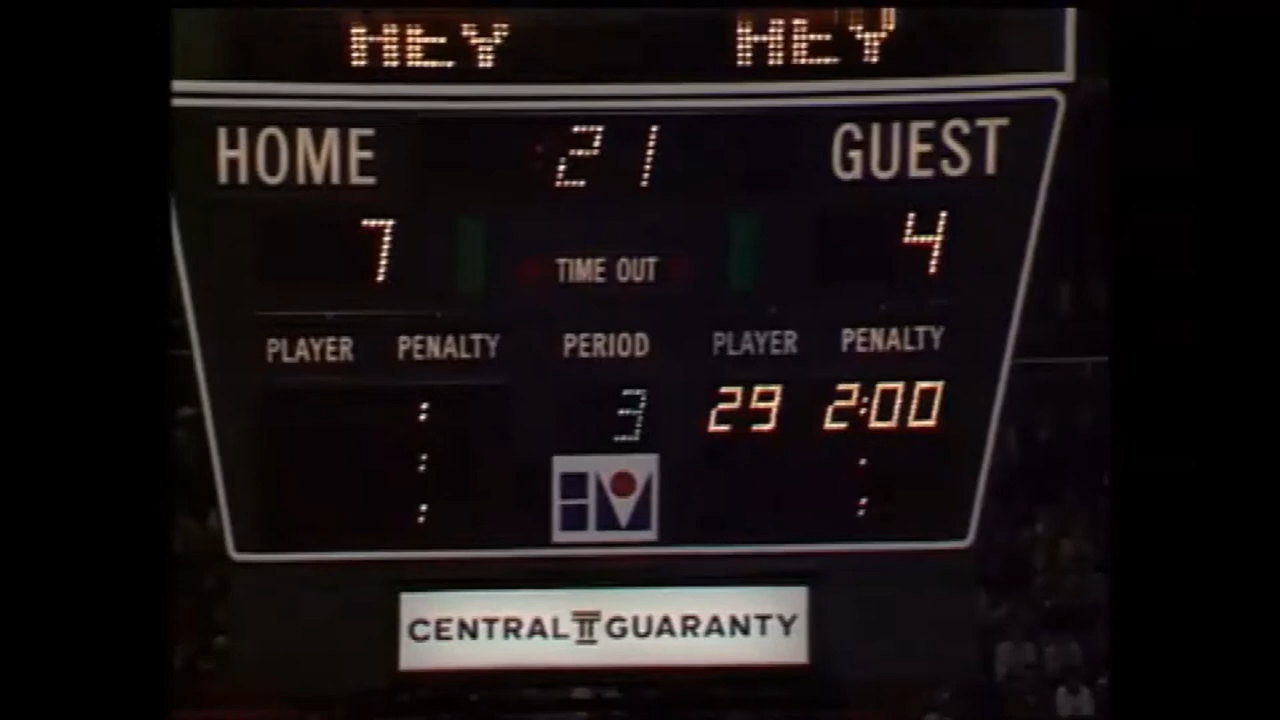 HEY HEY
HOME 21 GUEST
7 TIME OUT 4
PLAYER PENALTY PERIOD PLAYER PENALTY
: 3 29 2:00
: :
: :
CENTRAL GUARANTY